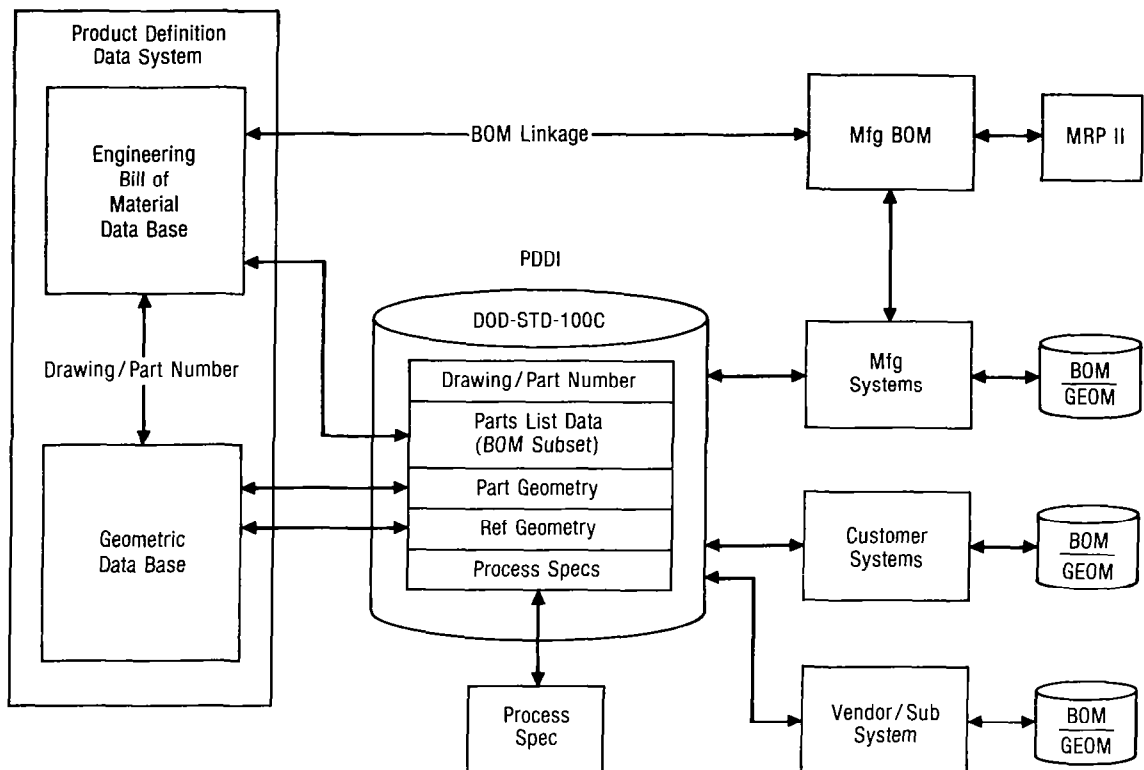 Product Definition
Data System
Engineering
Bill of
Material
Data Base
Drawing/Part Number
Geometric
Data Base
BOM Linkage
Mfg BOM
MRP II
PDDI
DOD-STD-100C
Drawing/Part Number
Parts List Data
(BOM Subset)
Part Geometry
Ref Geometry
Process Specs
Process
Spec
Mfg
Systems
BOM
GEOM
Customer
Systems
BOM
GEOM
Vendor/Sub
System
BOM
GEOM